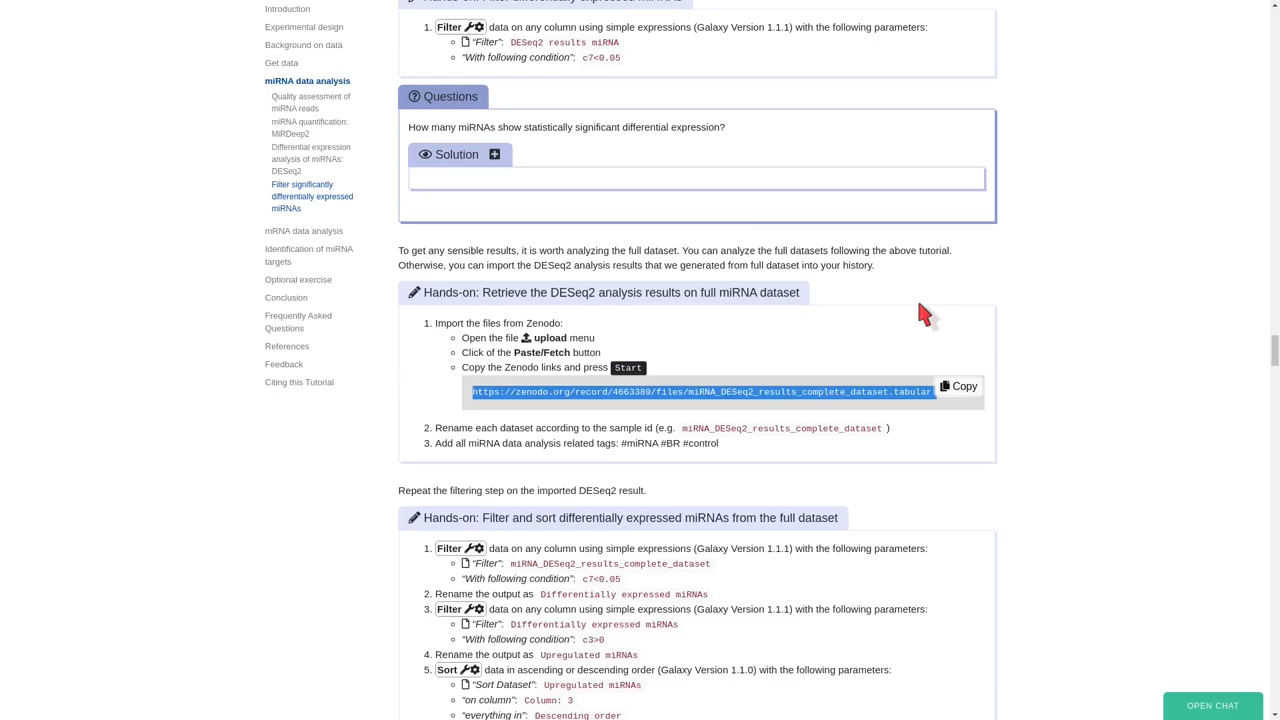 Introduction
Experimental design
Background on data
Get data
miRNA data analysis
Quality assessment of
miRNA reads
miRNA quantification:
MiRDeep2
Differential expression
analysis of miRNAs:
DESeq2
Filter significantly
differentially expressed
miRNAs
mRNA data analysis
Identification of miRNA
targets
Optional exercise
Conclusion
Frequently Asked
Questions
References
Feedback
Citing this Tutorial
1. Filter data on any column using simple expressions (Galaxy Version 1.1.1) with the following parameters:
“Filter”: DESeq2 results miRNA
“With following condition”: c7<0.05
Questions
How many miRNAs show statistically significant differential expression?
Solution
To get any sensible results, it is worth analyzing the full dataset. You can analyze the full datasets following the above tutorial.
Otherwise, you can import the DESeq2 analysis results that we generated from full dataset into your history.
Hands-on: Retrieve the DESeq2 analysis results on full miRNA dataset
1. Import the files from Zenodo:
Open the file upload menu
Click of the Paste/Fetch button
Copy the Zenodo links and press Start
https://zenodo.org/record/4663389/files/miRNA_DESeq2_results_complete_dataset.tabular
Copy
2. Rename each dataset according to the sample id (e.g. miRNA_DESeq2_results_complete_dataset )
3. Add all miRNA data analysis related tags: #miRNA #BR #control
Repeat the filtering step on the imported DESeq2 result.
Hands-on: Filter and sort differentially expressed miRNAs from the full dataset
1. Filter data on any column using simple expressions (Galaxy Version 1.1.1) with the following parameters:
“Filter”: miRNA_DESeq2_results_complete_dataset
“With following condition”: c7<0.05
2. Rename the output as Differentially expressed miRNAs
3. Filter data on any column using simple expressions (Galaxy Version 1.1.1) with the following parameters:
“Filter”: Differentially expressed miRNAs
“With following condition”: c3>0
4. Rename the output as Upregulated miRNAs
5. Sort data in ascending or descending order (Galaxy Version 1.1.0) with the following parameters:
“Sort Dataset”: Upregulated miRNAs
“on column”: Column: 3
“everything in”: Descending order
OPEN CHAT